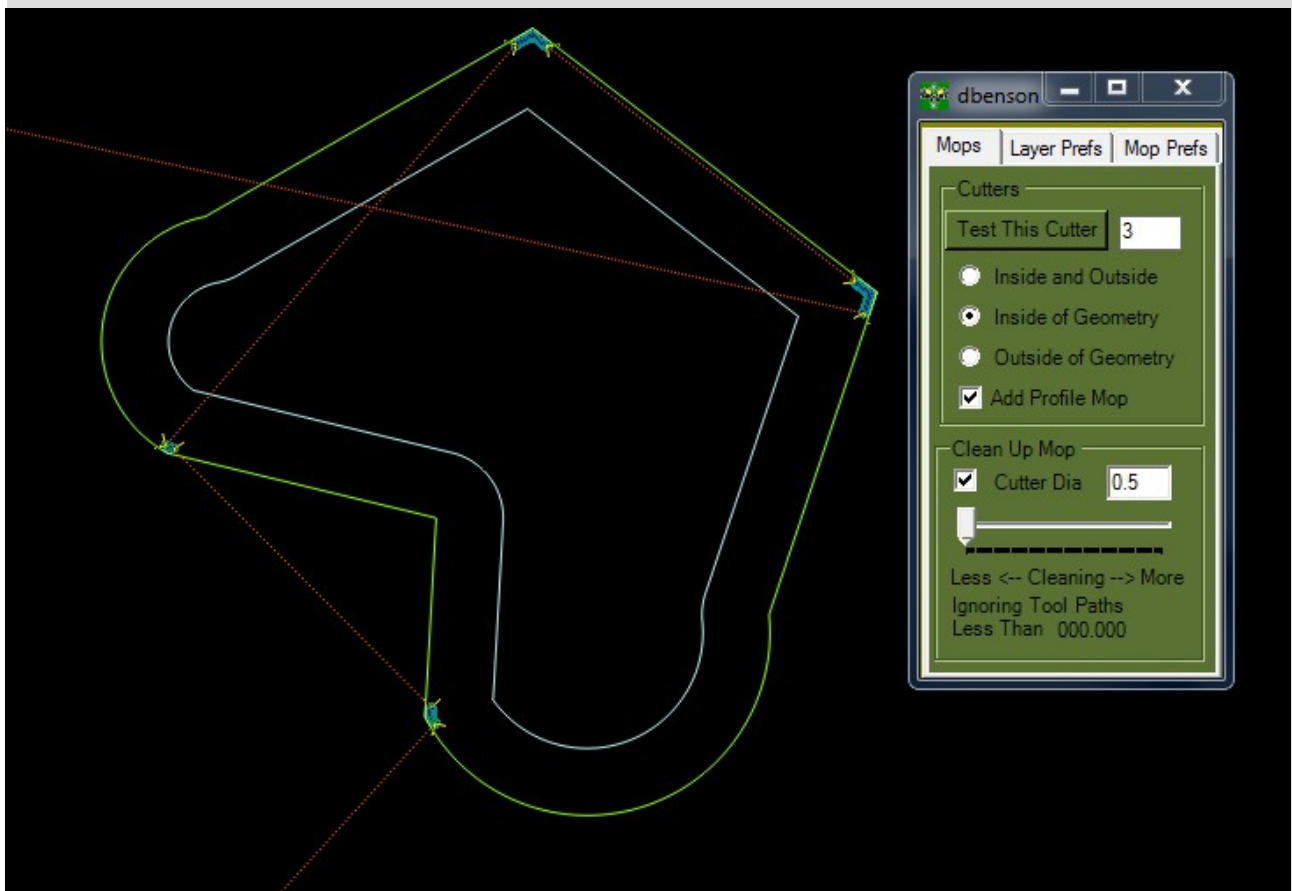 dbenson
Mops Layer Prefs Mop Prefs
Cutters
Test This Cutter 3
Inside and Outside
Inside of Geometry
Outside of Geometry
Add Profile Mop
Clean Up Mop
Cutter Dia 0.5
Less <-- Cleaning --> More
Ignoring Tool Paths
Less Than 000.000